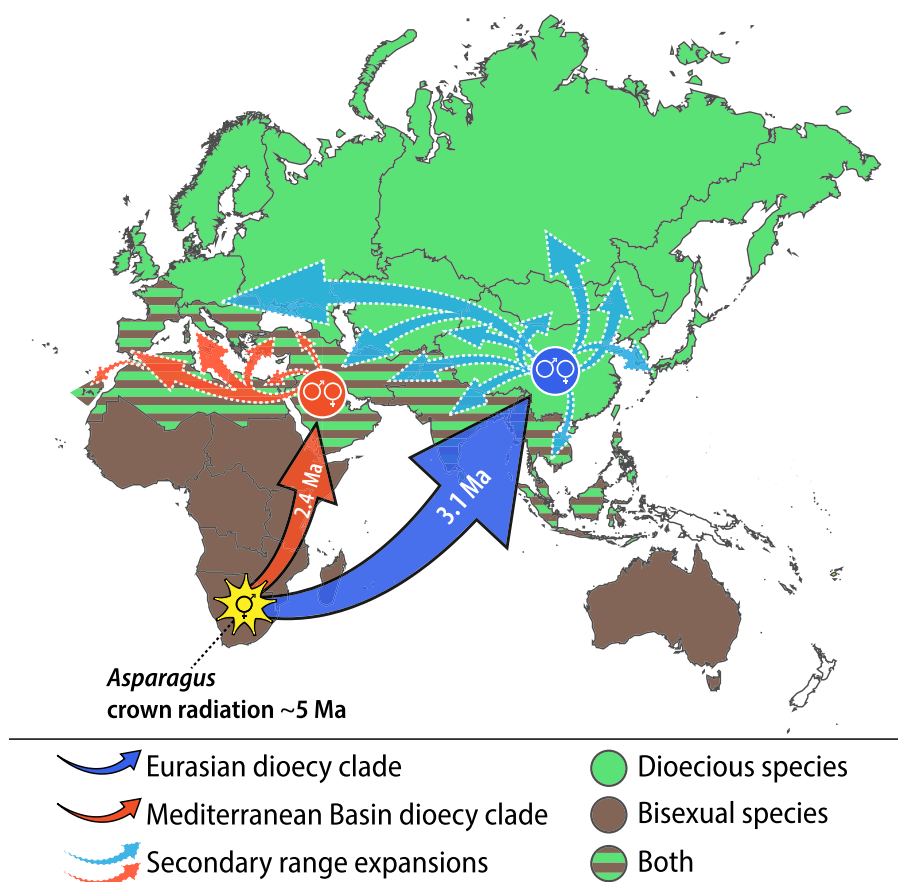 2.4 Ma
3.1 Ma
Asparagus
crown radiation ~5 Ma
Eurasian dioecy clade
Dioecious species
Mediterranean Basin dioecy clade
Bisexual species
Secondary range expansions
Both